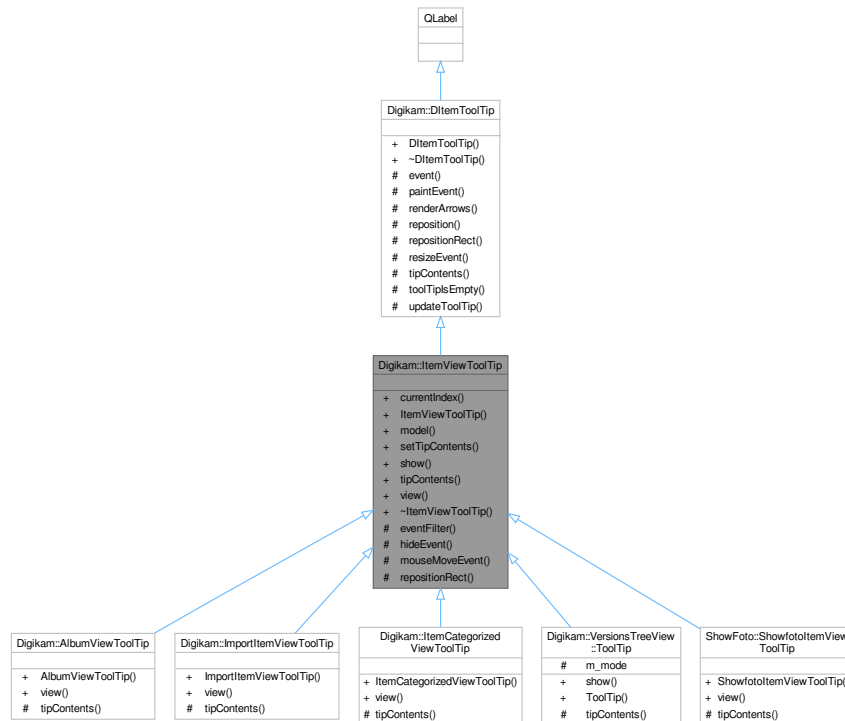 QLabel
Digikam::DItemToolTip
+ DItemToolTip()
+ ~DItemToolTip()
# event()
# paintEvent()
# renderArrows()
# reposition()
# repositionRect()
# resizeEvent()
# tipContents()
# toolTipIsEmpty()
# updateToolTip()
Digikam::ItemViewToolTip
+ currentIndex()
+ ItemViewToolTip()
+ model()
+ setTipContents()
+ show()
+ tipContents()
+ view()
+ ~ItemViewToolTip()
# eventFilter()
# hideEvent()
# mouseMoveEvent()
# repositionRect()
Digikam::AlbumViewToolTip
+ AlbumViewToolTip()
+ view()
# tipContents()
Digikam::ImportItemViewToolTip
+ ImportItemViewToolTip()
+ view()
# tipContents()
Digikam::ItemCategorized
ViewToolTip
+ ItemCategorizedViewToolTip()
+ view()
# tipContents()
Digikam::VersionsTreeView
::ToolTip
# m_mode
+ show()
+ ToolTip()
# tipContents()
ShowFoto::ShowfotoItemView
ToolTip
+ ShowfotoItemViewToolTip()
+ view()
# tipContents()